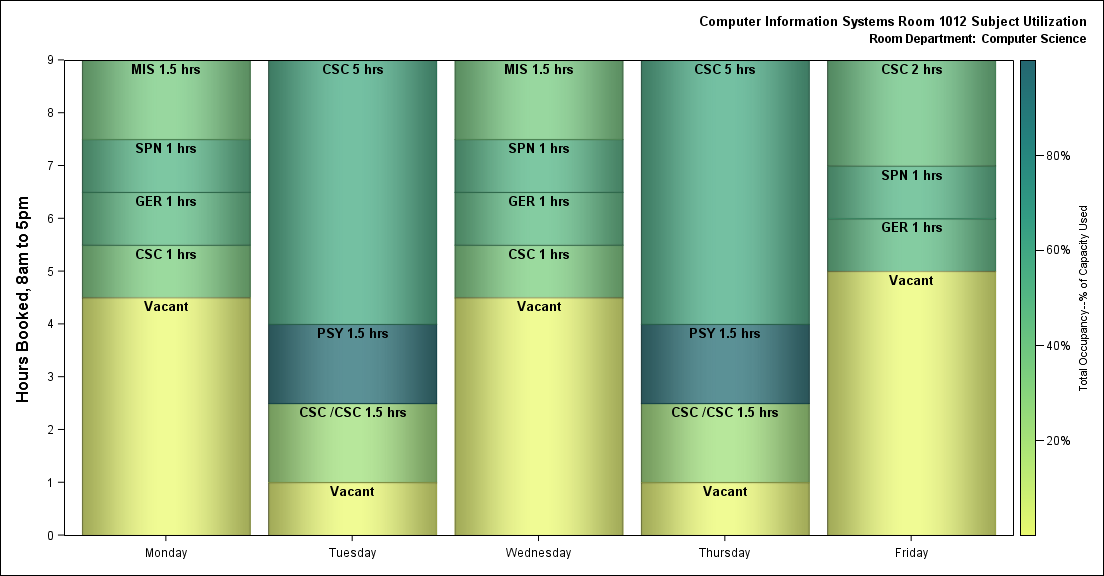 Computer Information Systems Room 1012 Subject Utilization
Room Department: Computer Science
Hours Booked, 8am to 5pm
9
8
7
6
5
4
3
2
1
0
MIS 1.5 hrs
SPN 1 hrs
GER 1 hrs
CSC 1 hrs
Vacant
CSC 5 hrs
PSY 1.5 hrs
CSC /CSC 1.5 hrs
Vacant
MIS 1.5 hrs
SPN 1 hrs
GER 1 hrs
CSC 1 hrs
Vacant
CSC 5 hrs
PSY 1.5 hrs
CSC /CSC 1.5 hrs
Vacant
CSC 2 hrs
SPN 1 hrs
GER 1 hrs
Vacant
Monday
Tuesday
Wednesday
Thursday
Friday
80%
60%
40%
20%
Total Occupancy--% of Capacity Used